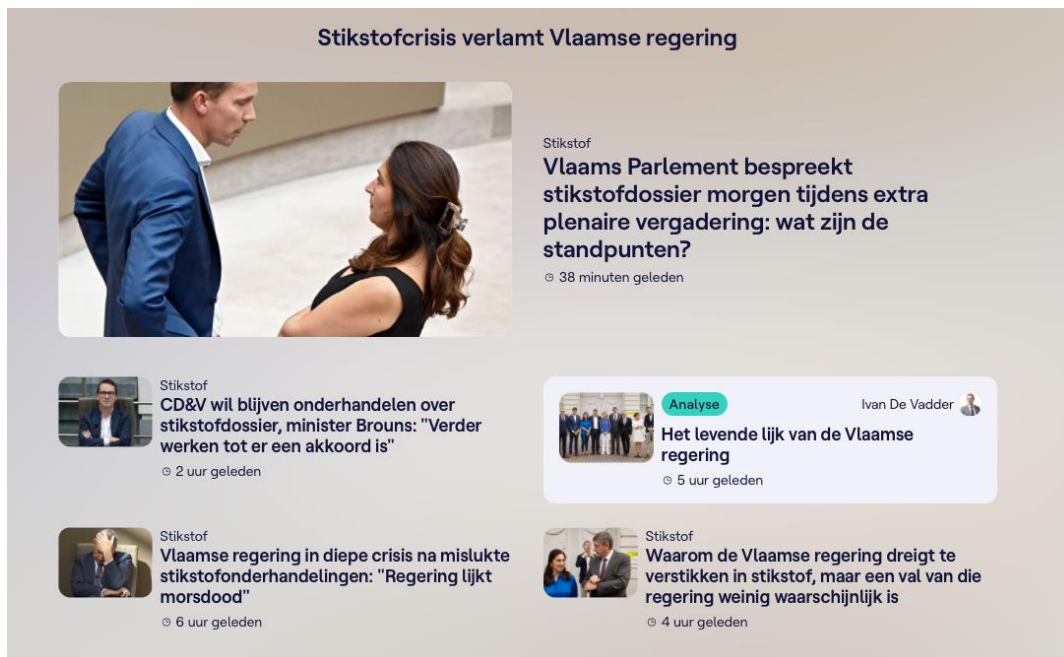 Stikstofcrisis verlamt Vlaamse regering
Stikstof
Vlaams Parlement bespreekt
stikstofdossier morgen tijdens extra
plenaire vergadering: wat zijn de
standpunten?
38 minuten geleden
Stikstof
CD&V wil blijven onderhandelen over
stikstofdossier, minister Brouns: "Verder
werken tot er een akkoord is"
2 uur geleden
Analyse
Ivan De Vadder
Het levende lijk van de Vlaamse
regering
5 uur geleden
Stikstof
Vlaamse regering in diepe crisis na mislukte
stikstofonderhandelingen: "Regering lijkt
morsdood"
6 uur geleden
Stikstof
Waarom de Vlaamse regering dreigt te
verstikken in stikstof, maar een val van die
regering weinig waarschijnlijk is
4 uur geleden